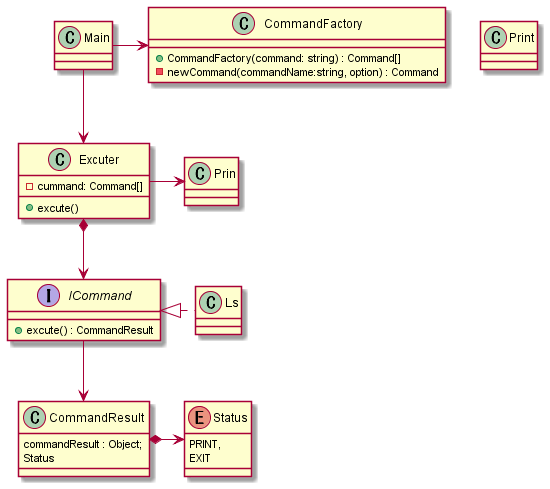 C Main
C CommandFactory
CommandFactory(command: string) : Command[]
newCommand(commandName:string, option) : Command
C Print
C Excuter
cummand: Command[]
excute()
C Prin
I ICommand
excute() : CommandResult
C Ls
C CommandResult
commandResult : Object;
Status
E Status
PRINT,
EXIT